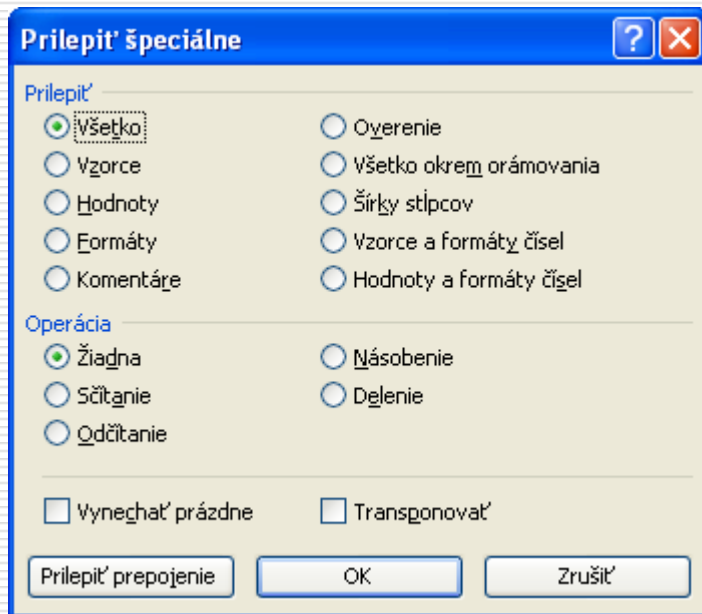 Prilepiť špeciálne
Prilepiť
Všetko
Vzorce
Hodnoty
Formáty
Komentáre
Overenie
Všetko okrem orámovania
Šírky stĺpcov
Vzorce a formáty čísel
Hodnoty a formáty čísel
Operácia
Žiadna
Sčítanie
Odčítanie
Násobenie
Delenie
Vynechať prázdne
Transponovať
Prilepiť prepojenie
OK
Zrušiť